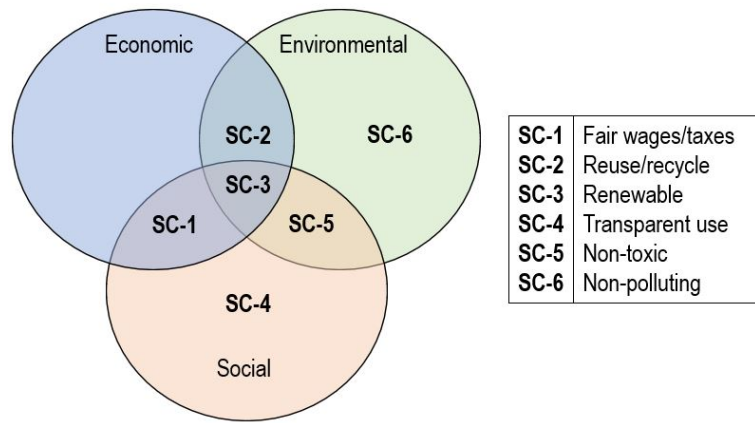 Economic
Environmental
SC-2
SC-6
SC-3
SC-1
SC-5
SC-4
Social
SC-1 Fair wages/taxes
SC-2 Reuse/recycle
SC-3 Renewable
SC-4 Transparent use
SC-5 Non-toxic
SC-6 Non-polluting